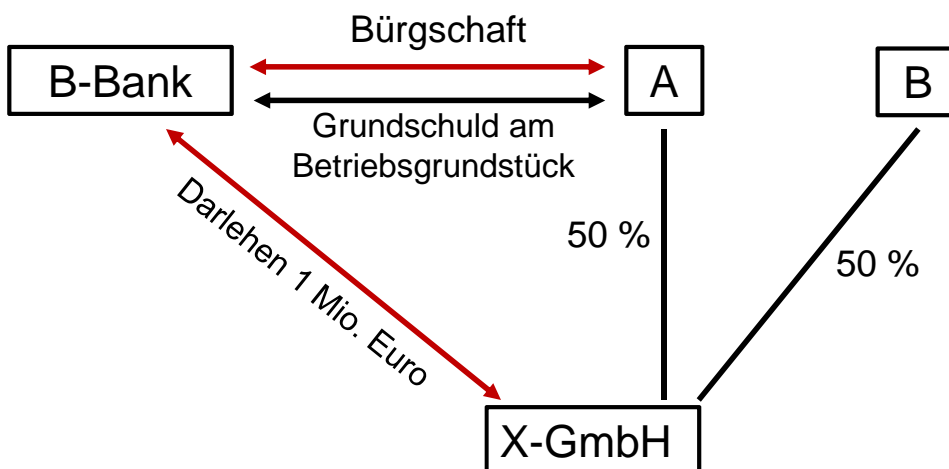 Bürgschaft
B-Bank
A
B
Grundschuld am
Betriebsgrundstück
Darlehen 1 Mio. Euro
50 %
50 %
X-GmbH